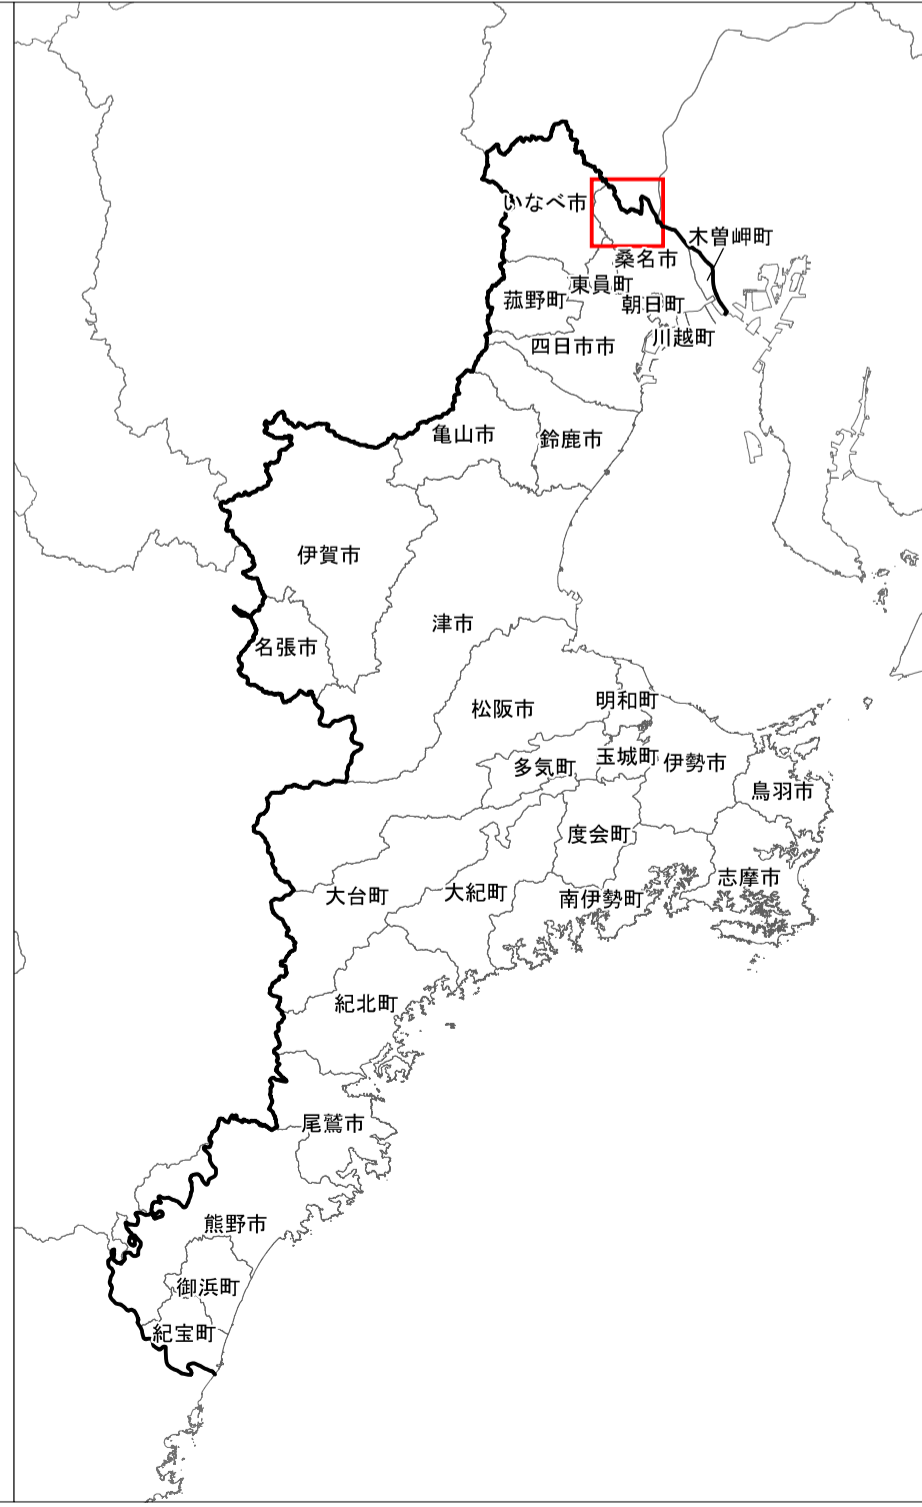 いなべ市
木曽岬町
桑名市
東員町
菰野町
朝日町
川越町
四日市市
亀山市
鈴鹿市
伊賀市
津市
名張市
松阪市
明和町
多気町
玉城町
伊勢市
鳥羽市
度会町
志摩市
大台町
大紀町
南伊勢町
紀北町
尾鷲市
熊野市
御浜町
紀宝町